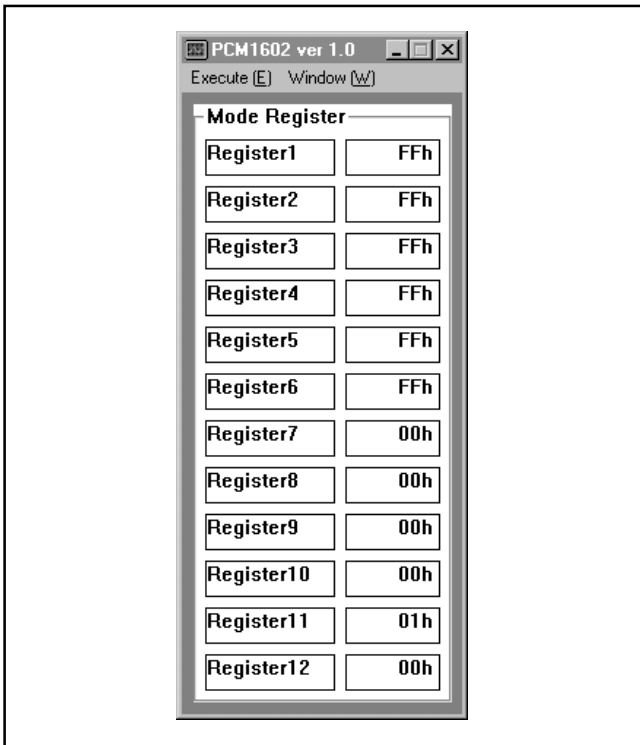 PCM1602 ver 1.0
Execute (E) Window (W)
Mode Register
Register1 FFh
Register2 FFh
Register3 FFh
Register4 FFh
Register5 FFh
Register6 FFh
Register7 00h
Register8 00h
Register9 00h
Register10 00h
Register11 01h
Register12 00h